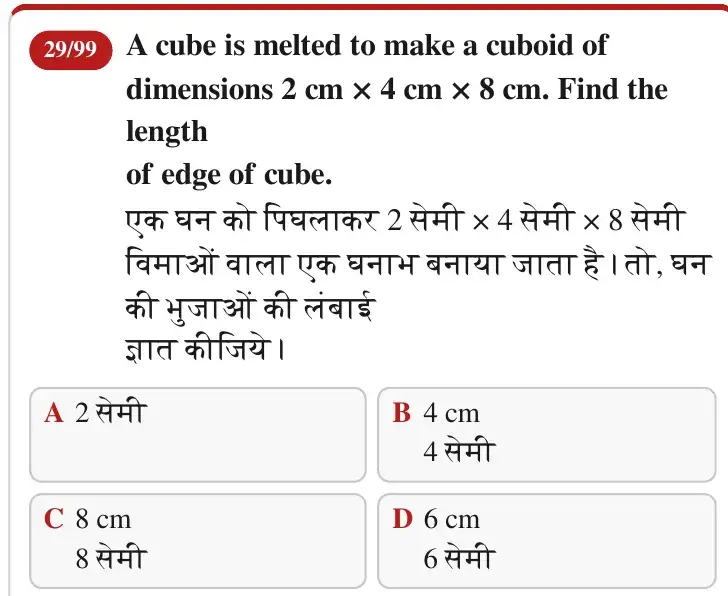 29/99 A cube is melted to make a cuboid of
dimensions 2 cm × 4 cm × 8 cm. Find the
length
of edge of cube.
एक घन को पिघलाकर 2 सेमी × 4 सेमी × 8 सेमी
विमाओं वाला एक घनाभ बनाया जाता है। तो, घन
की भुजाओं की लंबाई
ज्ञात कीजिये।
A 2 सेमी
B 4 cm
4 सेमी
C 8 cm
8 सेमी
D 6 cm
6 सेमी